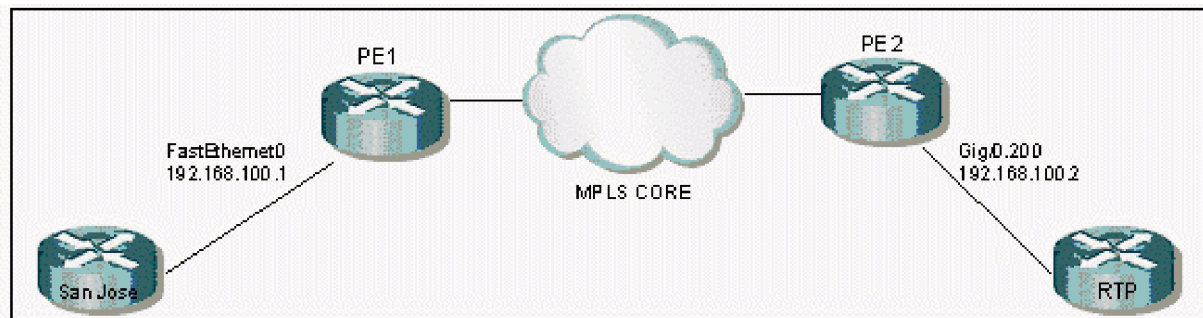 PE1
PE2
FastEthernet0
192.168.100.1
Gig/0.200
192.168.100.2
MPLS CORE
San Jose
RTP